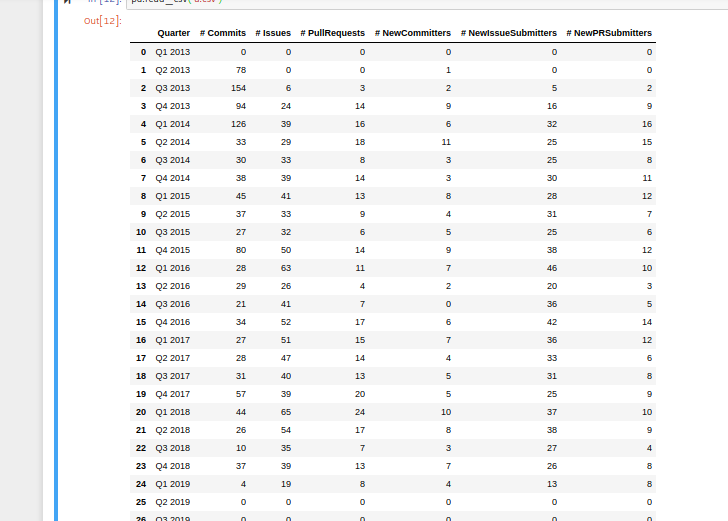 Out[12]:
Quarter # Commits # Issues # PullRequests # NewCommitters # NewIssueSubmitters # NewPRSubmitters
0 Q1 2013 0 0 0 0 0 0
1 Q2 2013 78 0 0 1 0 0
2 Q3 2013 154 6 3 2 5 2
3 Q4 2013 94 24 14 9 16 9
4 Q1 2014 126 39 16 6 32 16
5 Q2 2014 33 29 18 11 25 15
6 Q3 2014 30 33 8 3 25 8
7 Q4 2014 38 39 14 3 30 11
8 Q1 2015 45 41 13 8 28 12
9 Q2 2015 37 33 9 4 31 7
10 Q3 2015 27 32 6 5 25 6
11 Q4 2015 80 50 14 9 38 12
12 Q1 2016 28 63 11 7 46 10
13 Q2 2016 29 26 4 2 20 3
14 Q3 2016 21 41 7 0 36 5
15 Q4 2016 34 52 17 6 42 14
16 Q1 2017 27 51 15 7 36 12
17 Q2 2017 28 47 14 4 33 6
18 Q3 2017 31 40 13 5 31 8
19 Q4 2017 57 39 20 5 25 9
20 Q1 2018 44 65 24 10 37 10
21 Q2 2018 26 54 17 8 38 9
22 Q3 2018 10 35 7 3 27 4
23 Q4 2018 37 39 13 7 26 8
24 Q1 2019 4 19 8 4 13 8
25 Q2 2019 0 0 0 0 0 0
26 Q3 2019 0 0 0 0 0 0